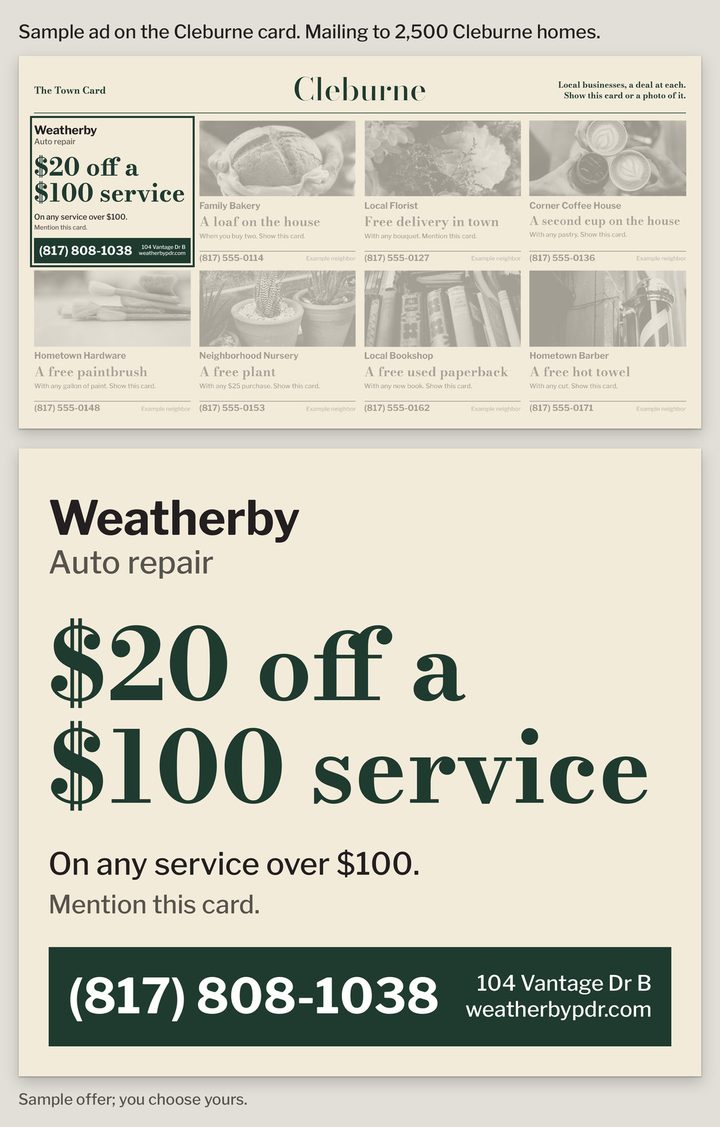 Sample ad on the Cleburne card. Mailing to 2,500 Cleburne homes.
The Town Card
Cleburne
Local businesses, a deal at each.
Show this card or a photo of it.
Weatherby
Auto repair
$20 off a
$100 service
On any service over $100.
Mention this card.
(817) 808-1038
104 Vantage Dr B
weatherbypdr.com
Family Bakery
A loaf on the house
When you buy two. Show this card.
(817) 555-0114
Example neighbor
Local Florist
Free delivery in town
With any bouquet. Mention this card.
(817) 555-0127
Example neighbor
Corner Coffee House
A second cup on the house
With any pastry. Show this card.
(817) 555-0136
Example neighbor
Hometown Hardware
A free paintbrush
With any gallon of paint. Show this card.
(817) 555-0148
Example neighbor
Neighborhood Nursery
A free plant
With any $25 purchase. Show this card.
(817) 555-0153
Example neighbor
Local Bookshop
A free used paperback
With any new book. Show this card.
(817) 555-0162
Example neighbor
Hometown Barber
A free hot towel
With any cut. Show this card.
(817) 555-0171
Example neighbor
Weatherby
Auto repair
$20 off a
$100 service
On any service over $100.
Mention this card.
(817) 808-1038
104 Vantage Dr B
weatherbypdr.com
Sample offer; you choose yours.